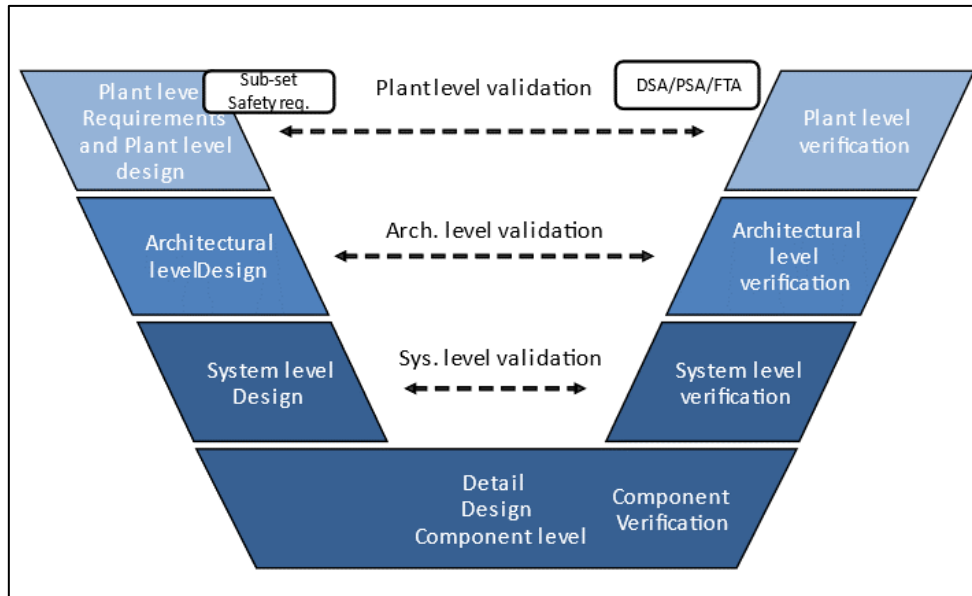 Plant leve
Requirements
and Plant level
design
Sub-set
Safety req.
Plant level validation
DSA/PSA/FTA
Plant level
verification
Architectural
levelDesign
Arch. level validation
Architectural
level
verification
System level
Design
Sys. level validation
System level
verification
Detail
Design
Component level
Component
Verification